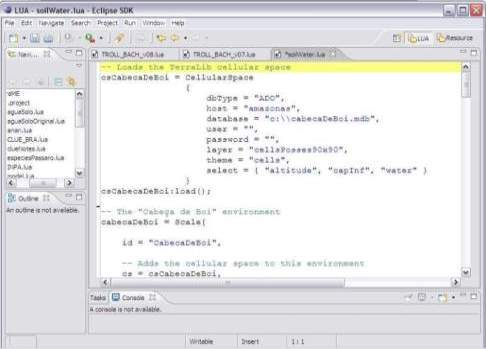 LUA - soilWater.lua - Eclipse SDK
File Edit Navigate Search Project Run Window Help
LUA Resource
Navi...
TROLL_BACH_v08.lua TROLL_BACH_v07.lua *soilWater.lua
.project
aguaSolo.lua
aguaSoloOriginal.lua
anan.lua
CLUE_BRA.lua
clueNotes.lua
especiesPassaro.lua
INPA.lua
model.lua
Outline
An outline is not available.
-- Loads the TerraLib cellular space
csCabecaDeBoi = CellularSpace
{
dbType = "ADO",
host = "amazonas",
database = "c:\\cabecaDeBoi.mdb",
user = "",
password = "",
layer = "cellsPosses90x90",
theme = "cells",
select = { "altitude", "capInf", "water" }
}
csCabecaDeBoi:load();
-- The "Cabeça de Boi" environment
cabecaDeBoi = Scale{
id = "CabecaDeBoi",
-- Adds the cellular space to this environment
cs = csCabecaDeBoi,
Tasks Console
A console is not available.
Writable Insert 1 : 1